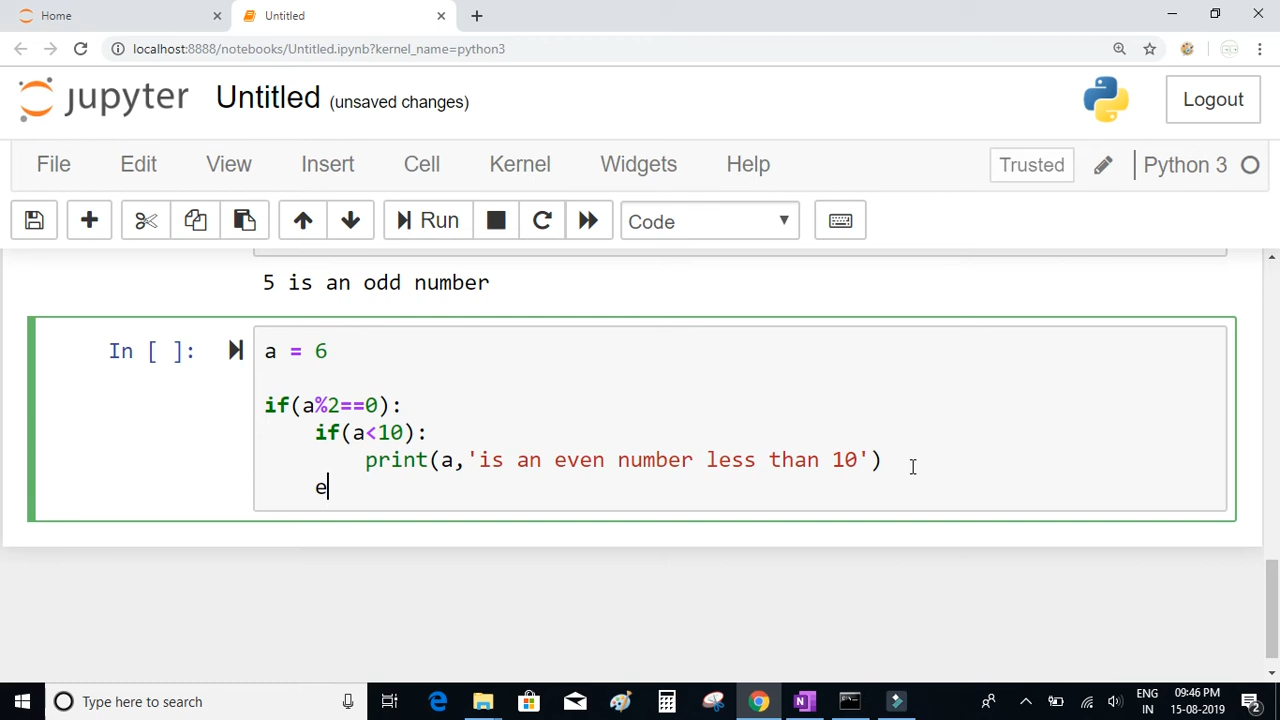 Home
Untitled
localhost:8888/notebooks/Untitled.ipynb?kernel_name=python3
jupyter Untitled (unsaved changes)
Logout
File Edit View Insert Cell Kernel Widgets Help
Trusted
Python 3
Run
Code
5 is an odd number
In [ ]:
a = 6
if(a%2==0):
if(a<10):
print(a,'is an even number less than 10')
e
Type here to search
ENG
IN
09:46 PM
15-08-2019
2